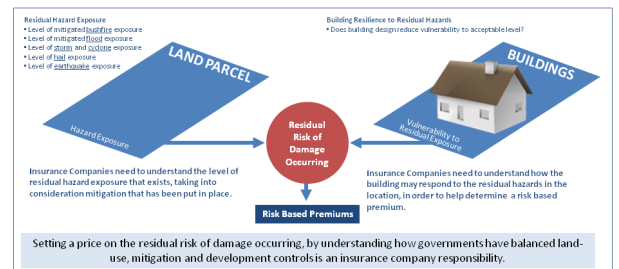 Residual Hazard Exposure
• Level of mitigated bushfire exposure
• Level of mitigated flood exposure
• Level of storm and cyclone exposure
• Level of hail exposure
• Level of earthquake exposure
LAND PARCEL
Hazard Exposure
Building Resilience to Residual Hazards
• Does building design reduce vulnerability to acceptable level?
BUILDINGS
Vulnerability to
Residual Exposure
Residual
Risk of
Damage
Occurring
Insurance Companies need to understand the level of
residual hazard exposure that exists, taking into
consideration mitigation that has been put in place.
Insurance Companies need to understand how the
building may respond to the residual hazards in the
location, in order to help determine a risk based
premium.
Risk Based Premiums
Setting a price on the residual risk of damage occurring, by understanding how governments have balanced land-
use, mitigation and development controls is an insurance company responsibility.